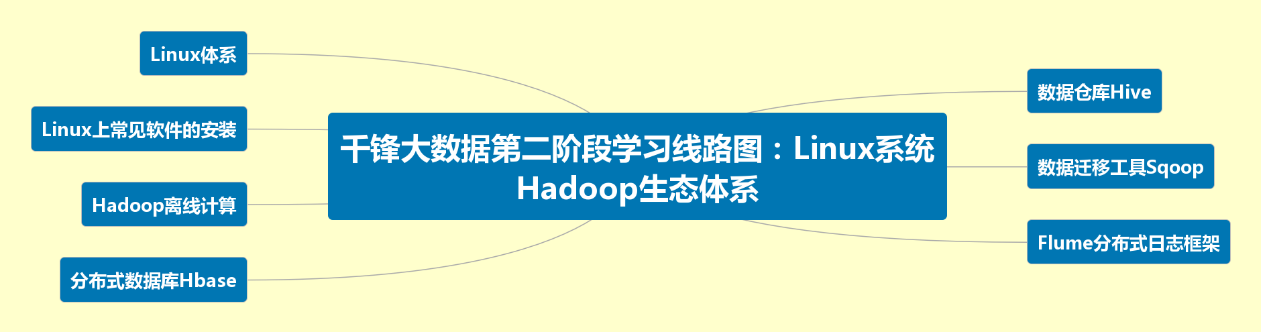 Linux体系
Linux上常见软件的安装
Hadoop离线计算
分布式数据库Hbase
千锋大数据第二阶段学习线路图：Linux系统
Hadoop生态体系
数据仓库Hive
数据迁移工具Sqoop
Flume分布式日志框架